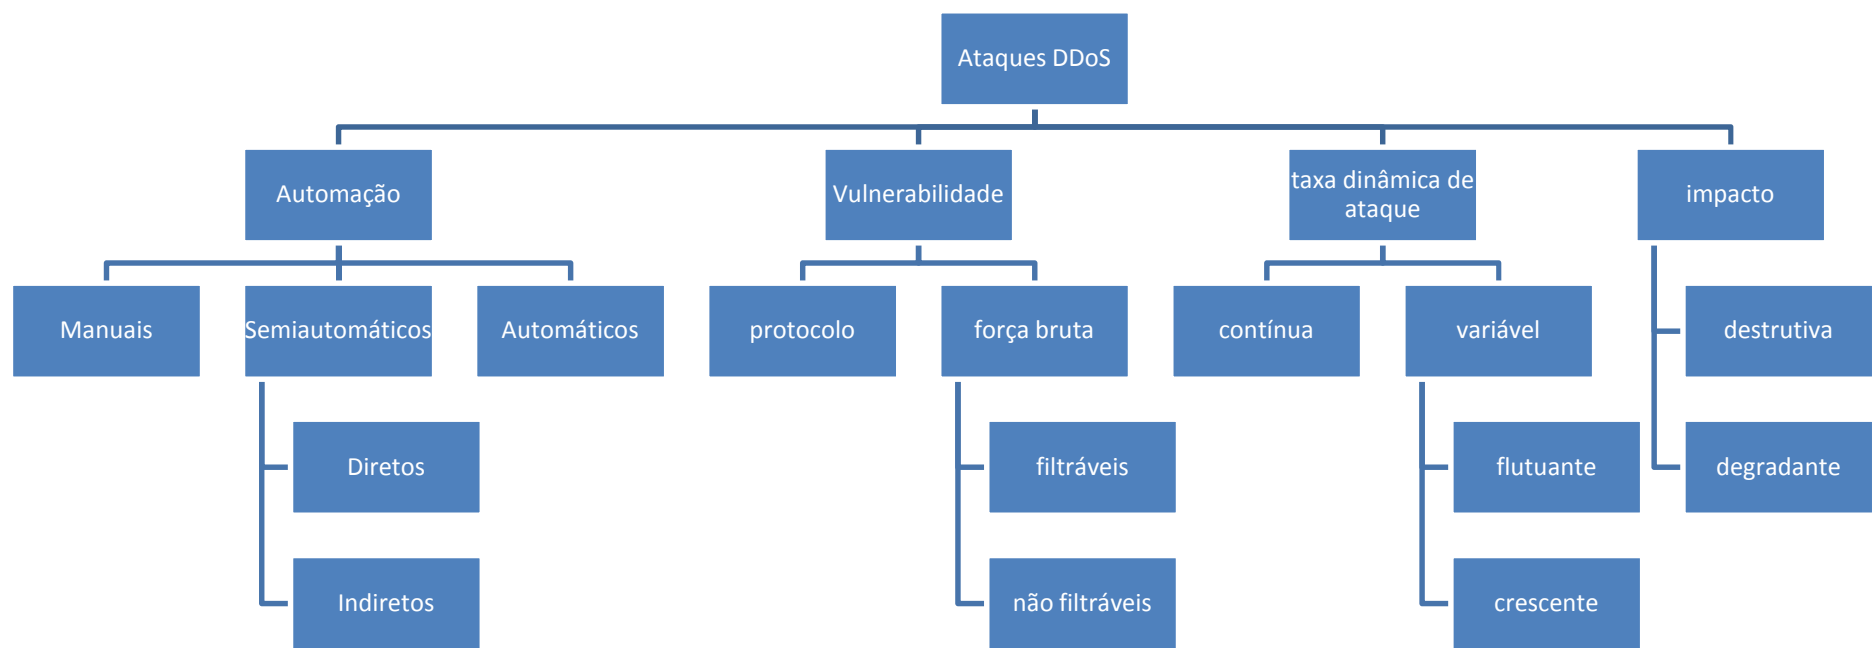 Ataques DDoS
Automação
Vulnerabilidade
taxa dinâmica de
ataque
impacto
Manuais
Semiautomáticos
Automáticos
protocolo
força bruta
contínua
variável
destrutiva
Diretos
filtráveis
flutuante
degradante
Indiretos
não filtráveis
crescente